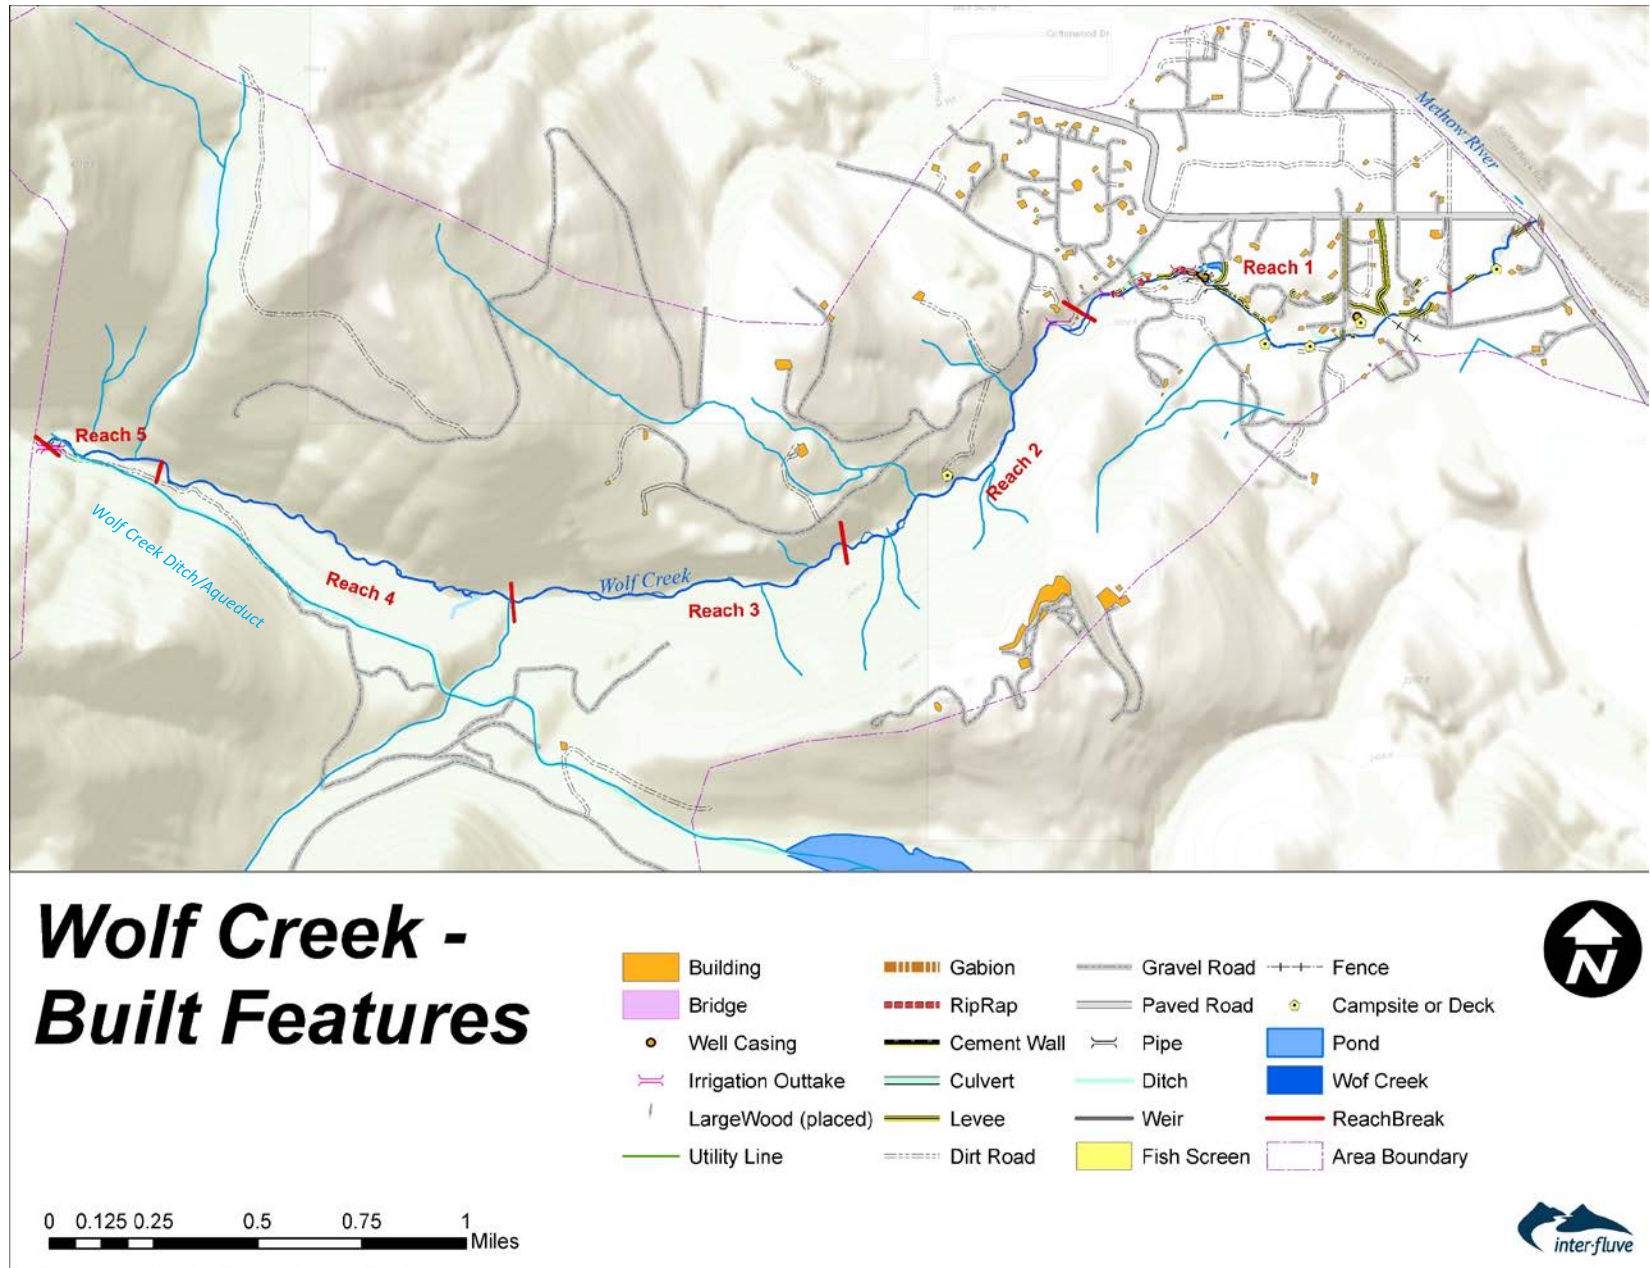 Cottonwood Dr
Methow River
Reach 1
Reach 2
Reach 5
Wolf Creek Ditch/Aqueduct
Reach 4
Wolf Creek
Reach 3
Wolf Creek -
Built Features
Building
Bridge
Well Casing
Irrigation Outtake
LargeWood (placed)
Utility Line
Gabion
RipRap
Cement Wall
Culvert
Levee
Dirt Road
Gravel Road
Paved Road
Pipe
Ditch
Weir
Fish Screen
Fence
Campsite or Deck
Pond
Wof Creek
ReachBreak
Area Boundary
N
0 0.125 0.25 0.5 0.75 1
Miles
inter-fluve